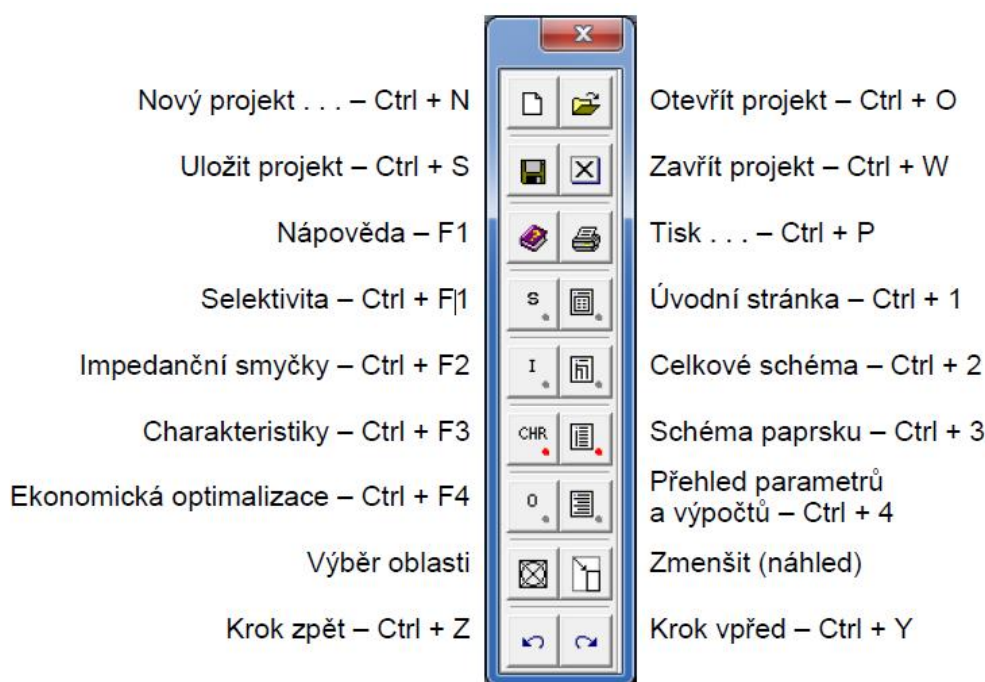 Nový projekt . . . – Ctrl + N
Otevřít projekt – Ctrl + O
Uložit projekt – Ctrl + S
Zavřít projekt – Ctrl + W
Nápověda – F1
Tisk . . . – Ctrl + P
Selektivita – Ctrl + F1
S
Úvodní stránka – Ctrl + 1
Impedanční smyčky – Ctrl + F2
I
Celkové schéma – Ctrl + 2
Charakteristiky – Ctrl + F3
CHR
Schéma paprsku – Ctrl + 3
Ekonomická optimalizace – Ctrl + F4
O
Přehled parametrů
a výpočtů – Ctrl + 4
Výběr oblasti
Zmenšit (náhled)
Krok zpět – Ctrl + Z
Krok vpřed – Ctrl + Y